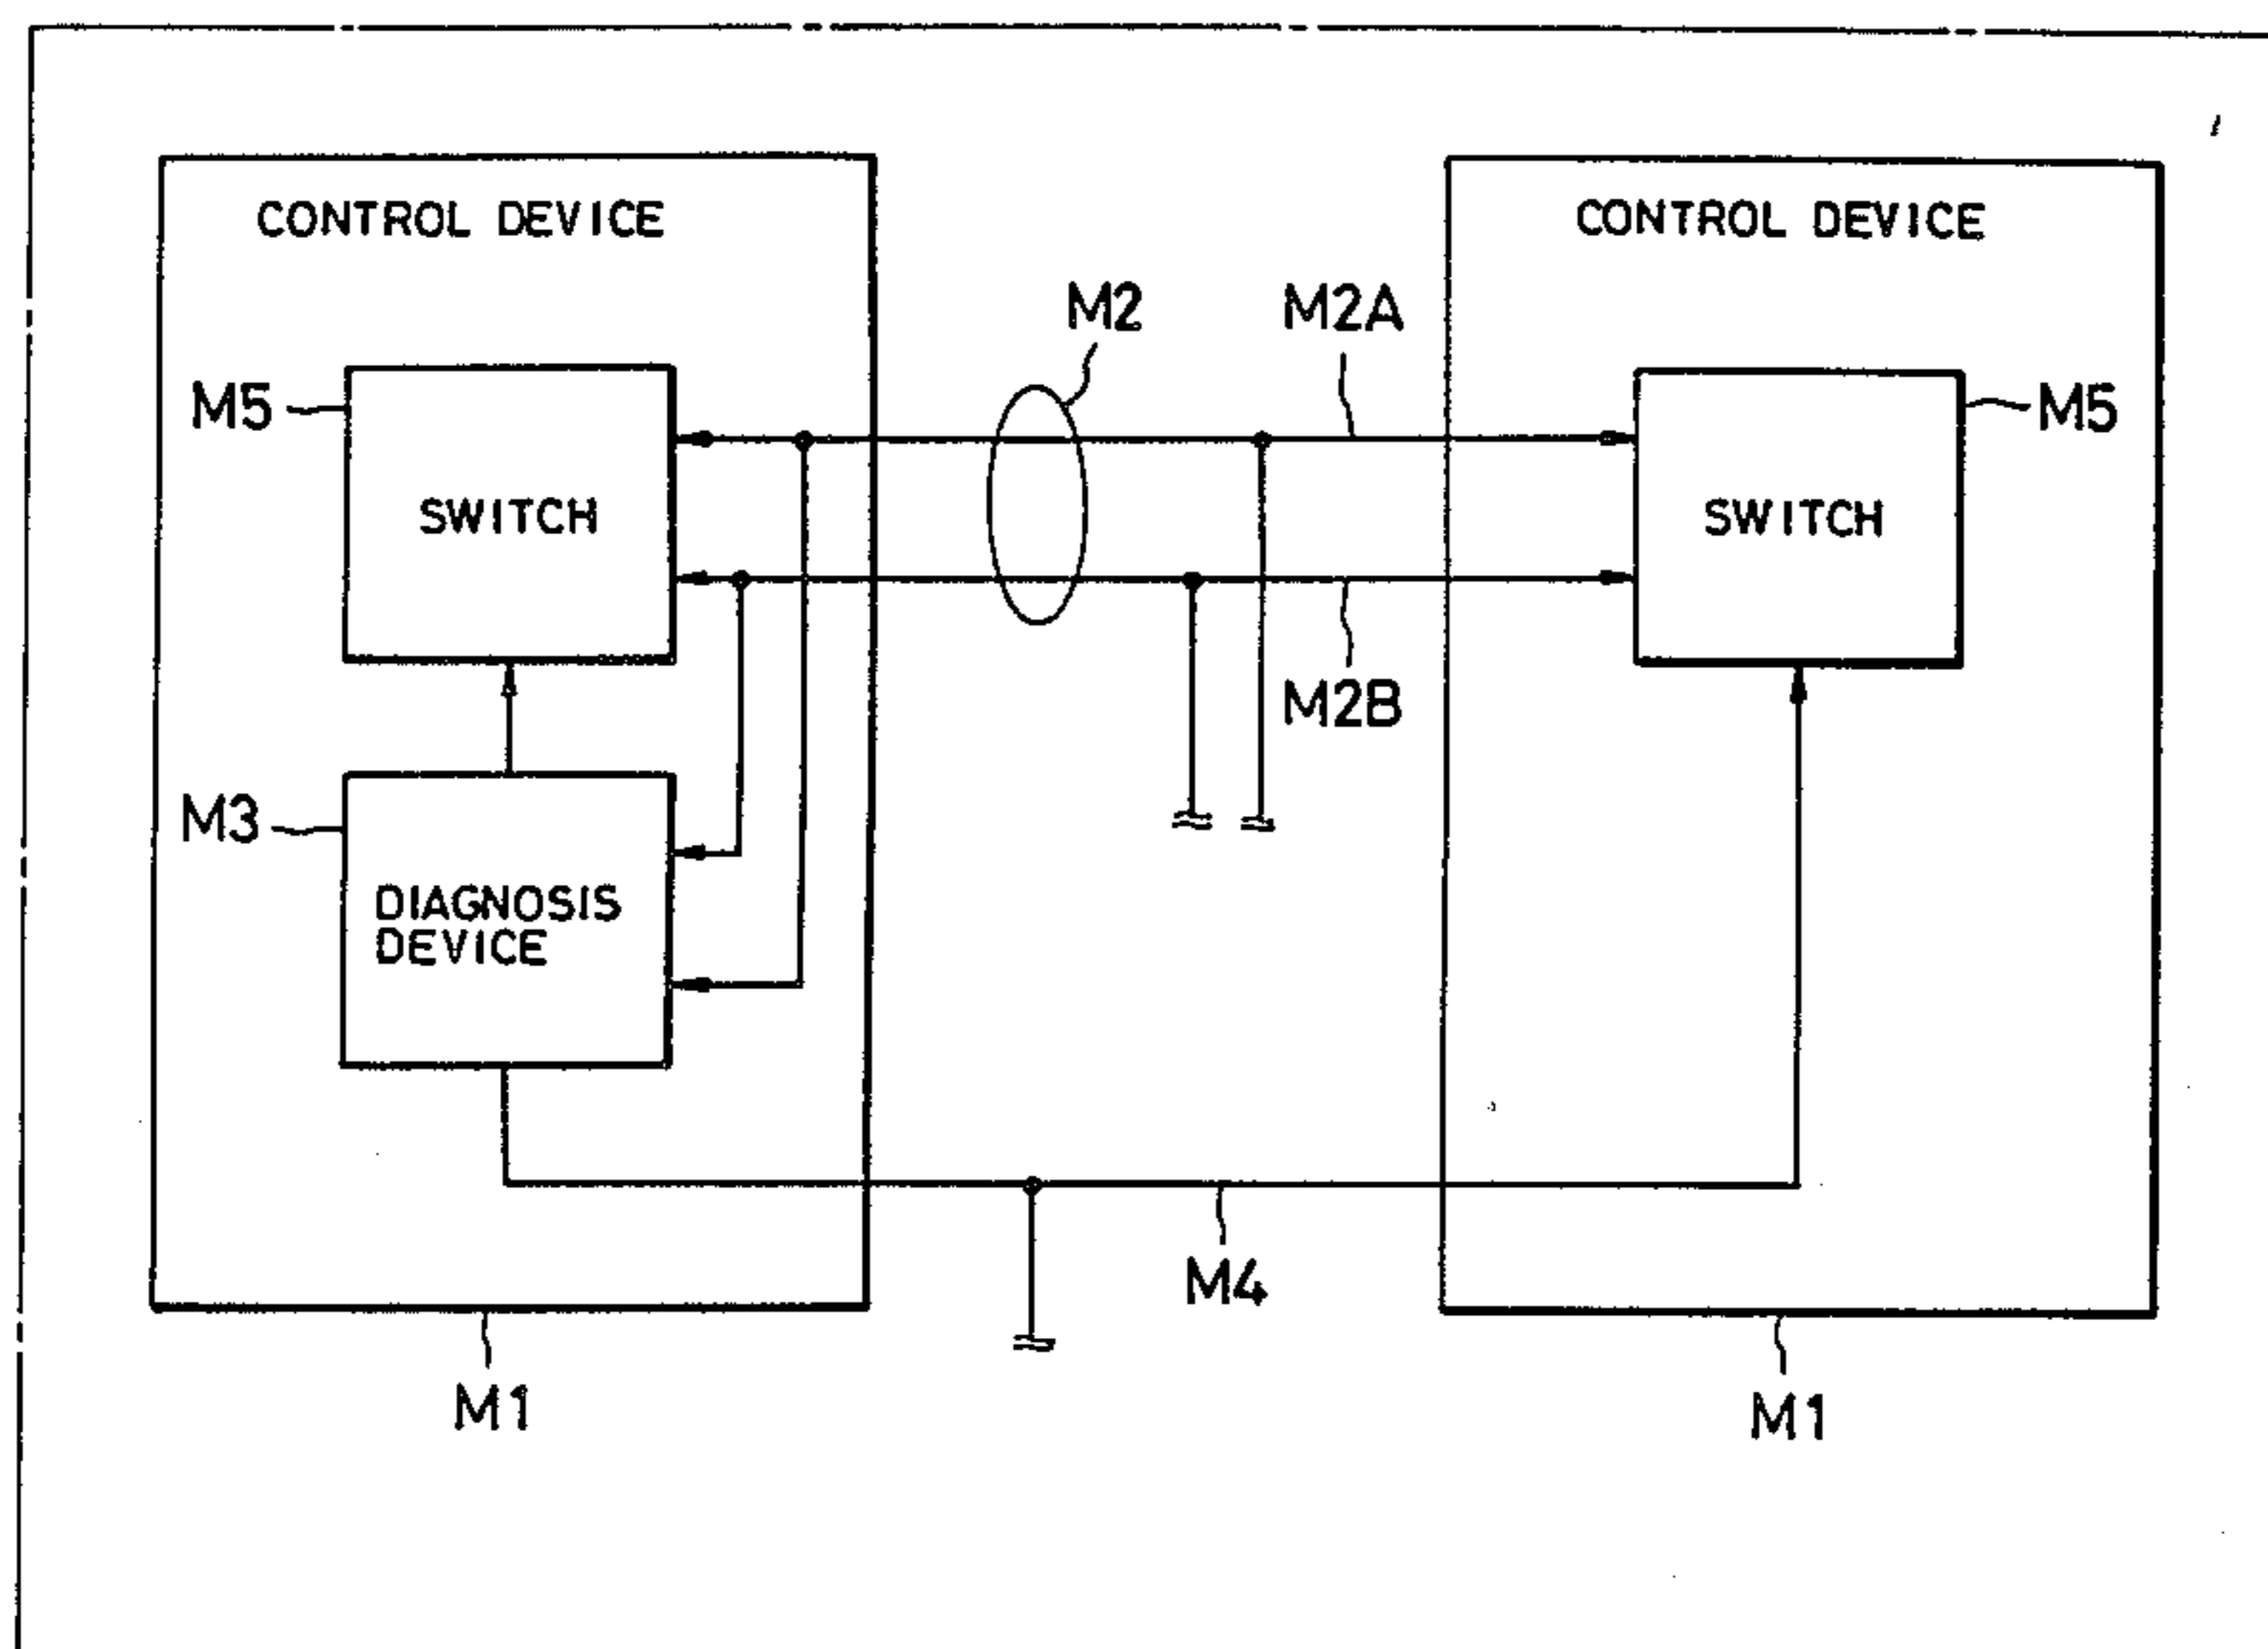 CONTROL DEVICE
CONTROL DEVICE
M2
M2A
M5
M5
SWITCH
SWITCH
M2B
M3
DIAGNOSIS
DEVICE
M4
M1
M1